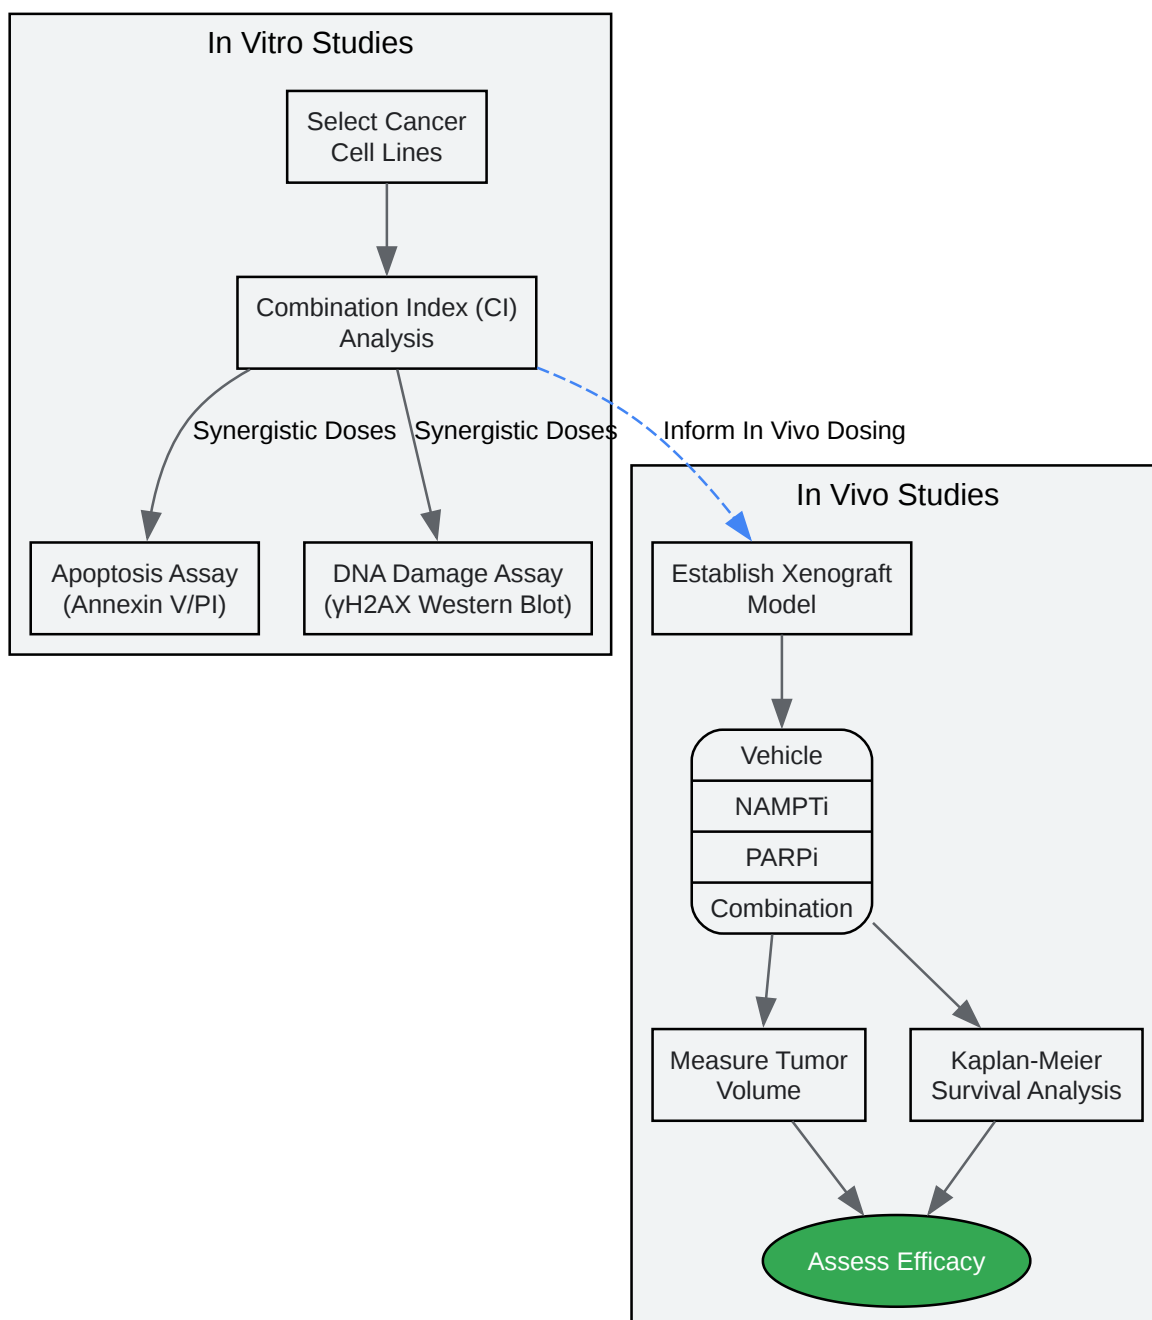 In Vitro Studies
Select Cancer
Cell Lines
Combination Index (CI)
Analysis
Synergistic Doses
Synergistic Doses
Inform In Vivo Dosing
Apoptosis Assay
(Annexin V/PI)
DNA Damage Assay
(γH2AX Western Blot)
In Vivo Studies
Establish Xenograft
Model
Vehicle
NAMPTi
PARPi
Combination
Measure Tumor
Volume
Kaplan-Meier
Survival Analysis
Assess Efficacy